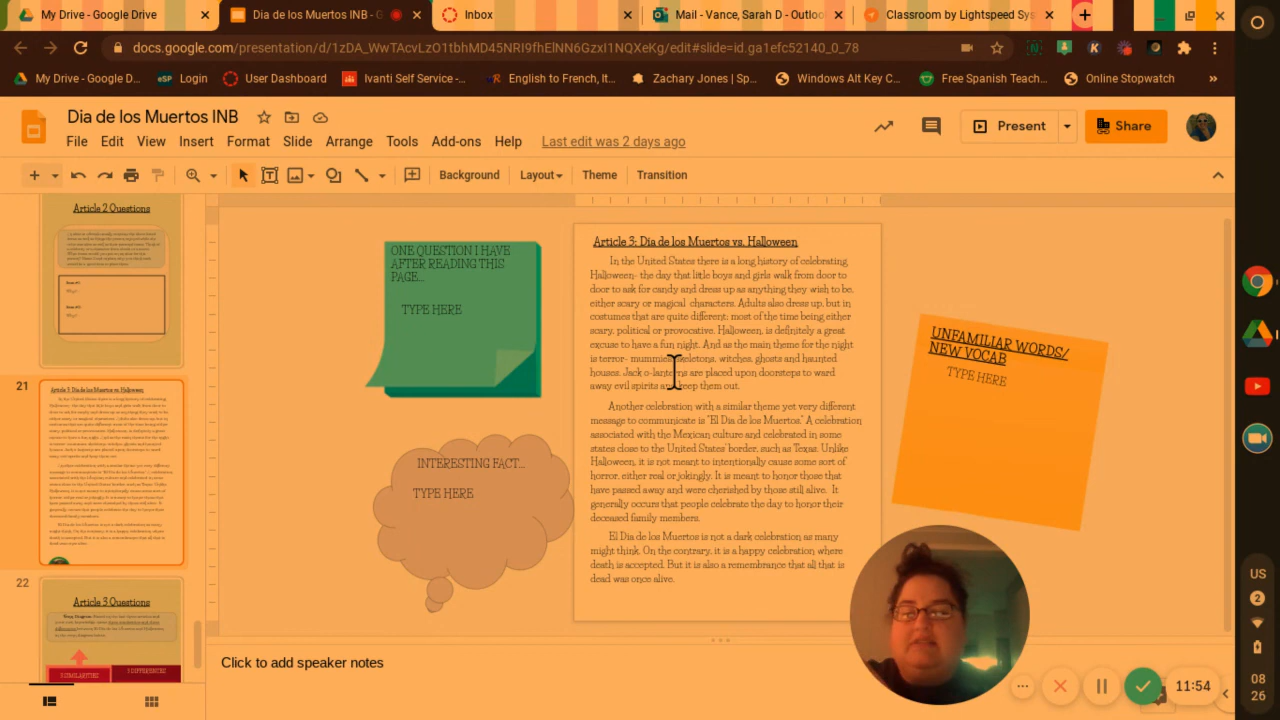 My Drive - Google Drive
Dia de los Muertos INB - G
Inbox
Mail - Vance, Sarah D - Outloo
Classroom by Lightspeed Sys
docs.google.com/presentation/d/1zDA_WwTAcvLzO1tbhMD45NRI9fhElNN6GzxI1NQXeKg/edit#slide=id.ga1efc52140_0_78
My Drive - Google D...
Login
User Dashboard
Ivanti Self Service -...
English to French, It...
Zachary Jones | Sp...
Windows Alt Key C...
Free Spanish Teach...
Online Stopwatch
Dia de los Muertos INB
File Edit View Insert Format Slide Arrange Tools Add-ons Help
Last edit was 2 days ago
Present
Share
Background Layout Theme Transition
Article 2 Questions
21
22
Article 3 Questions
ONE QUESTION I HAVE
AFTER READING THIS
PAGE...
TYPE HERE
INTERESTING FACT...
TYPE HERE
Article 3: Dia de los Muertos vs. Halloween
In the United States there is a long history of celebrating
Halloween- the day that little boys and girls walk from door to
door to ask for candy and dress up as anything they wish to be,
either scary or magical characters. Adults also dress up, but in
costumes that are quite different; most of the time being either
scary, political or provocative. Halloween, is definitely a great
excuse to have a fun night. And as the main theme for the night
is terror- mummies, skeletons, witches, ghosts and haunted
houses. Jack o-lanterns are placed upon doorsteps to ward
away evil spirits and keep them out.
Another celebration with a similar theme yet very different
message to communicate is "El Dia de los Muertos." A celebration
associated with the Mexican culture and celebrated in some
states close to the United States' border, such as Texas. Unlike
Halloween, it is not meant to intentionally cause some sort of
horror, either real or jokingly. It is meant to honor those that
have passed away and were cherished by those still alive. It
generally occurs that people celebrate the day to honor their
deceased family members.
El Dia de los Muertos is not a dark celebration as many
might think. On the contrary, it is a happy celebration where
death is accepted. But it is also a remembrance that all that is
dead was once alive.
UNFAMILIAR WORDS/
NEW VOCAB
TYPE HERE
Click to add speaker notes
11:54
US
2
08
26